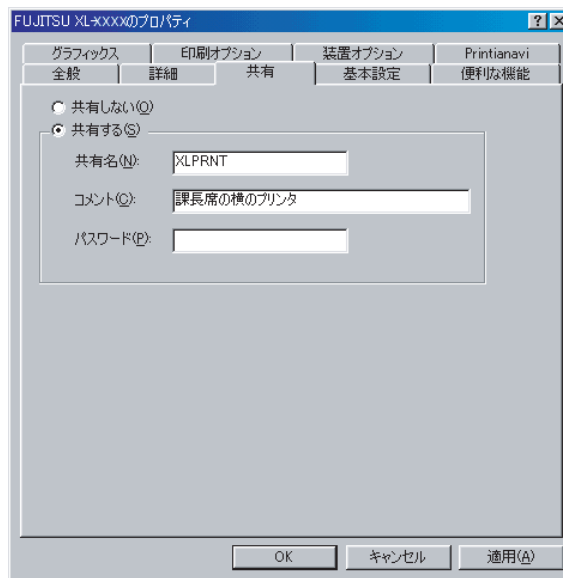 FUJITSU XL-XXXXのプロパティ
グラフィックス 印刷オプション 装置オプション Printianavi
全般 詳細 共有 基本設定 便利な機能
共有しない(O)
共有する(S)
共有名(N): XLPRNT
コメント(C): 課長席の横のプリンタ
パスワード(P):
OK キャンセル 適用(A)